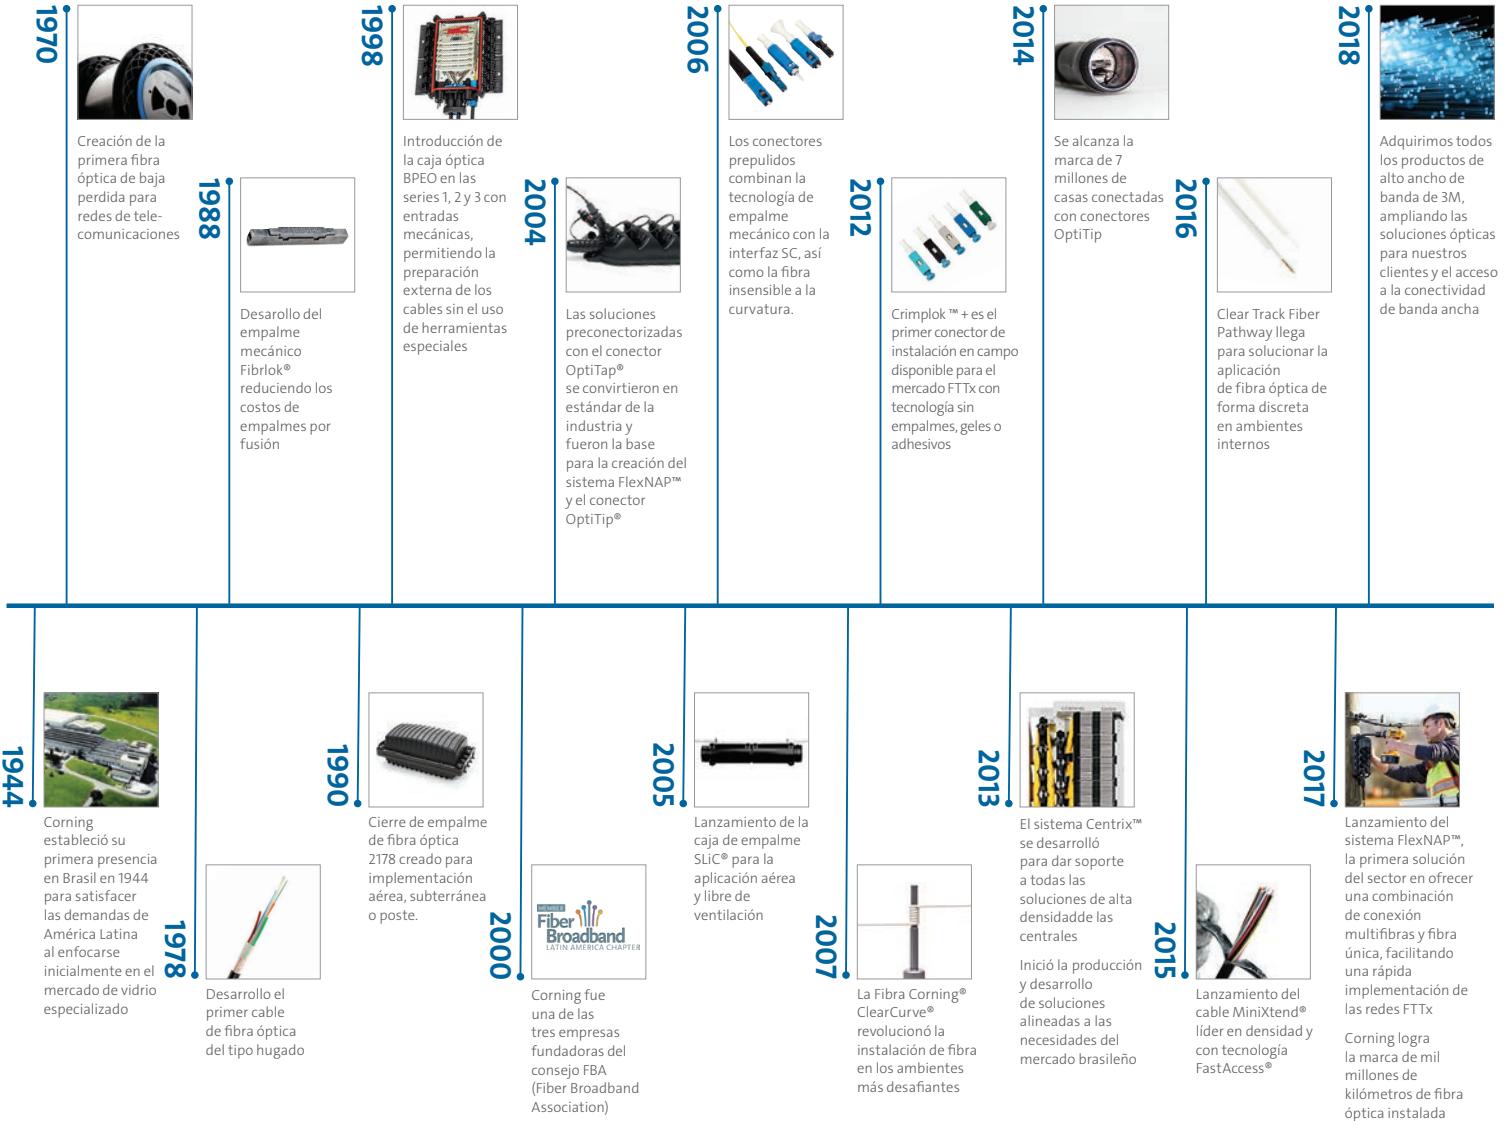 1970
Creación de la
primera fibra
óptica de baja
perdida para
redes de tele-
comunicaciones
1988
Desarollo del
empalme
mecánico
Fibrlok®
reduciendo los
costos de
empalmes por
fusión
1998
Introducción de
la caja óptica
BPEO en las
series 1, 2 y 3 con
entradas
mecánicas,
permitiendo la
preparación
externa de los
cables sin el uso
de herramientas
especiales
2004
Las soluciones
preconectorizadas
con el conector
OptiTap®
se convirtieron en
estándar de la
industria y
fueron la base
para la creación del
sistema FlexNAP™
y el conector
OptiTip®
2006
Los conectores
prepulidos
combinan la
tecnología de
empalme
mecánico con la
interfaz SC, así
como la fibra
insensible a la
curvatura.
2012
Crimplok ™ + es el
primer conector de
instalación en campo
disponible para el
mercado FTTx con
tecnología sin
empalmes, geles o
adhesivos
2014
Se alcanza la
marca de 7
millones de
casas conectadas
con conectores
OptiTip
2016
Clear Track Fiber
Pathway llega
para solucionar la
aplicación
de fibra óptica de
forma discreta
en ambientes
internos
2018
Adquirimos todos
los productos de
alto ancho de
banda de 3M,
ampliando las
soluciones ópticas
para nuestros
clientes y el acceso
a la conectividad
de banda ancha
1944
Corning
estableció su
primera presencia
en Brasil en 1944
para satisfacer
las demandas de
América Latina
al enfocarse
inicialmente en el
mercado de vidrio
especializado
1978
Desarrollo el
primer cable
de fibra óptica
del tipo hugado
1990
Cierre de empalme
de fibra óptica
2178 creado para
implementación
aérea, subterránea
o poste.
2000
MEMBER
Fiber
Broadband
LATIN AMERICA CHAPTER
Corning fue
una de las
tres empresas
fundadoras del
consejo FBA
(Fiber Broadband
Association)
2005
Lanzamiento de la
caja de empalme
SLiC® para la
aplicación aérea
y libre de
ventilación
2007
La Fibra Corning®
ClearCurve®
revolucionó la
instalación de fibra
en los ambientes
más desafiantes
2013
El sistema Centrix™
se desarrolló
para dar soporte
a todas las
soluciones de alta
densidadde las
centrales
Inició la producción
y desarrollo
de soluciones
alineadas a las
necesidades del
mercado brasileño
2015
Lanzamiento del
cable MiniXtend®
líder en densidad y
con tecnología
FastAccess®
2017
Lanzamiento del
sistema FlexNAP™,
la primera solución
del sector en ofrecer
una combinación
de conexión
multifibras y fibra
única, facilitando
una rápida
implementación de
las redes FTTx
Corning logra
la marca de mil
millones de
kilómetros de fibra
óptica instalada